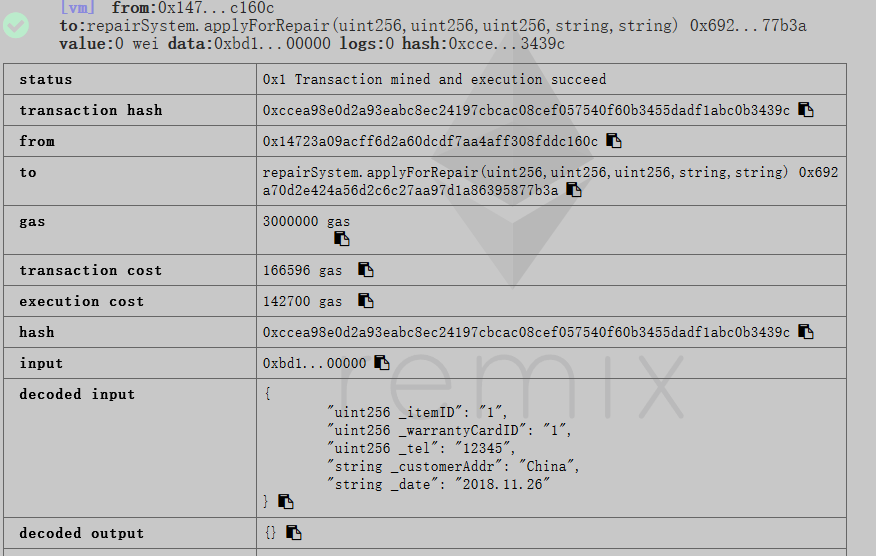 [vm] from:0x147...c160c
to:repairSystem.applyForRepair(uint256,uint256,uint256,string,string) 0x692...77b3a
value:0 wei data:0xbd1...00000 logs:0 hash:0xcce...3439c
status 0x1 Transaction mined and execution succeed
transaction hash 0xccea98e0d2a93eabc8ec24197cbcac08cef057540f60b3455dadf1abc0b3439c
from 0x14723a09acff6d2a60dcdf7aa4aff308fddc160c
to repairSystem.applyForRepair(uint256,uint256,uint256,string,string) 0x692
a70d2e424a56d2c6c27aa97d1a86395877b3a
gas 3000000 gas
transaction cost 166596 gas
execution cost 142700 gas
hash 0xccea98e0d2a93eabc8ec24197cbcac08cef057540f60b3455dadf1abc0b3439c
input 0xbd1...00000
decoded input {
"uint256 _itemID": "1",
"uint256 _warrantyCardID": "1",
"uint256 _tel": "12345",
"string _customerAddr": "China",
"string _date": "2018.11.26"
}
decoded output {}
remix